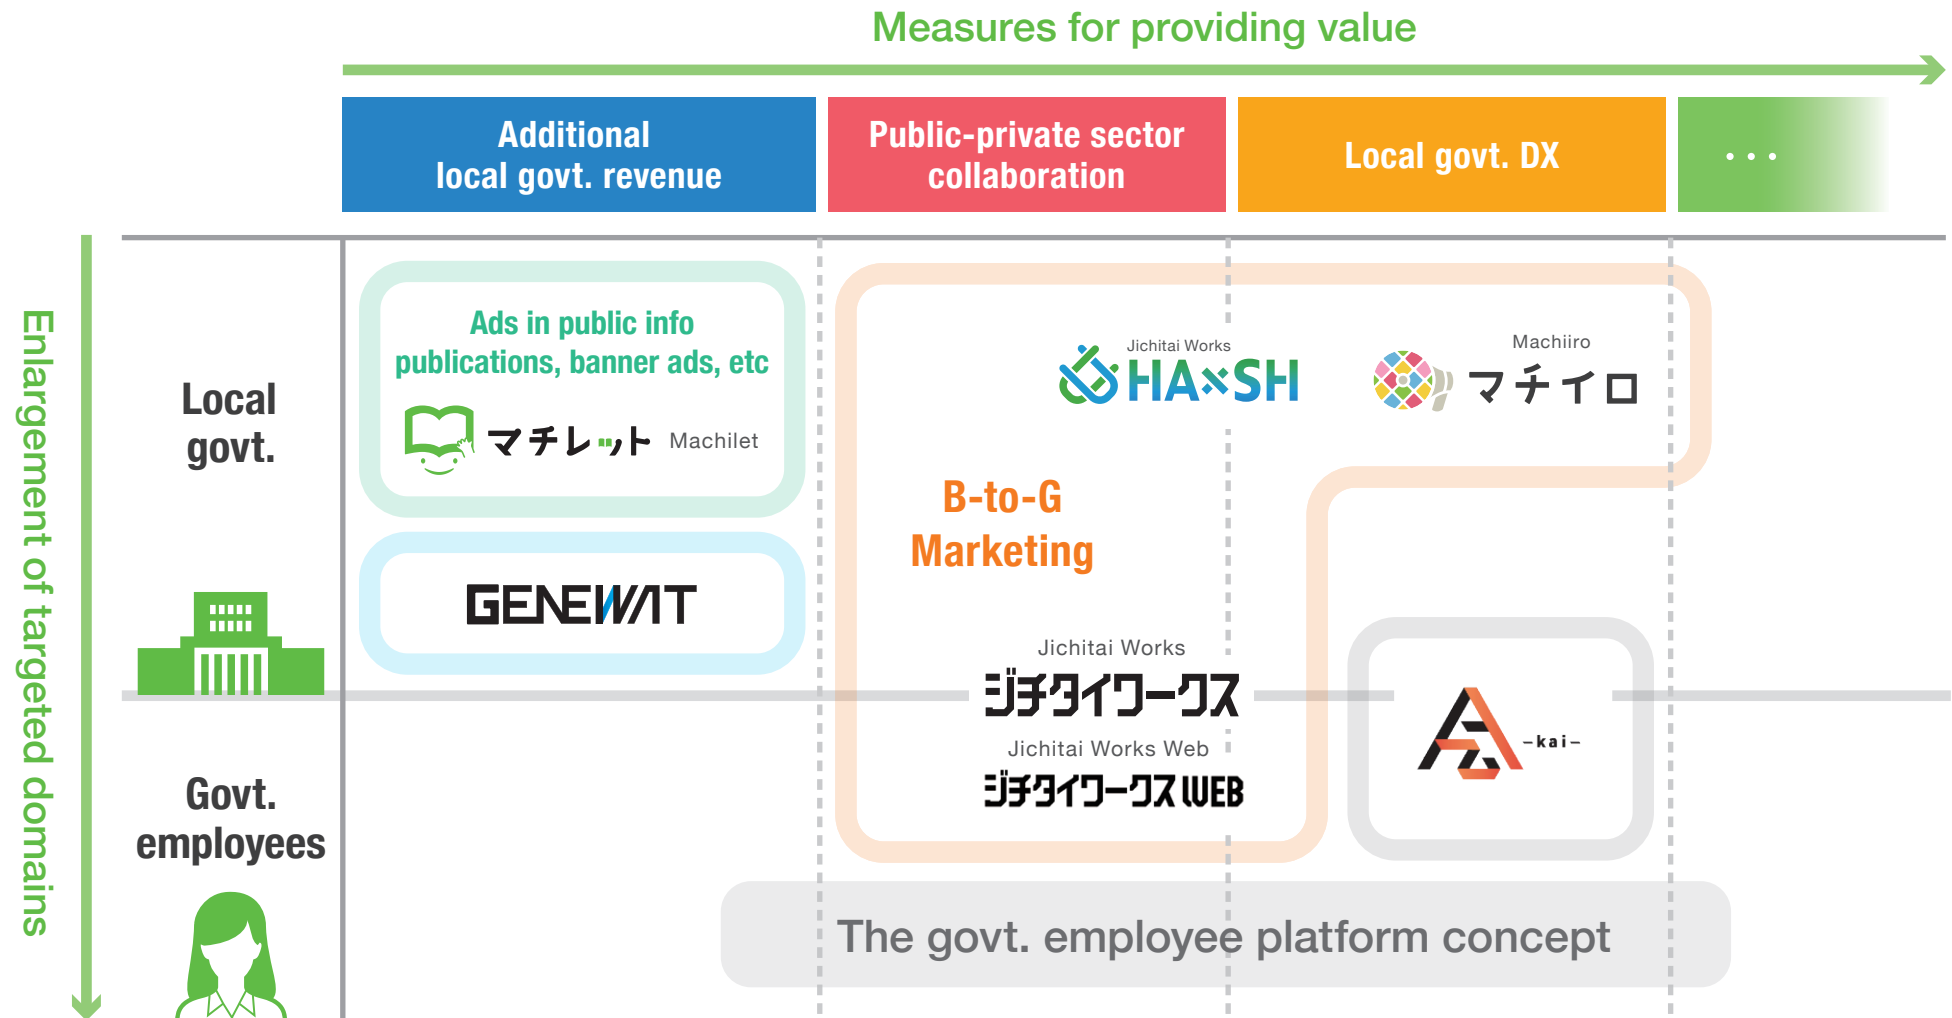 Measures for providing value
Additional
local govt. revenue
Public-private sector
collaboration
Local govt. DX
...
Enlargement of targeted domains
Local
govt.
Ads in public info
publications, banner ads, etc
マチレット Machilet
GENEWAT
Jichitai Works
HA×SH
Machiiro
マチイロ
B-to-G
Marketing
Jichitai Works
ジチタイワークス
Jichitai Works Web
ジチタイワークスWEB
-kai-
Govt.
employees
The govt. employee platform concept